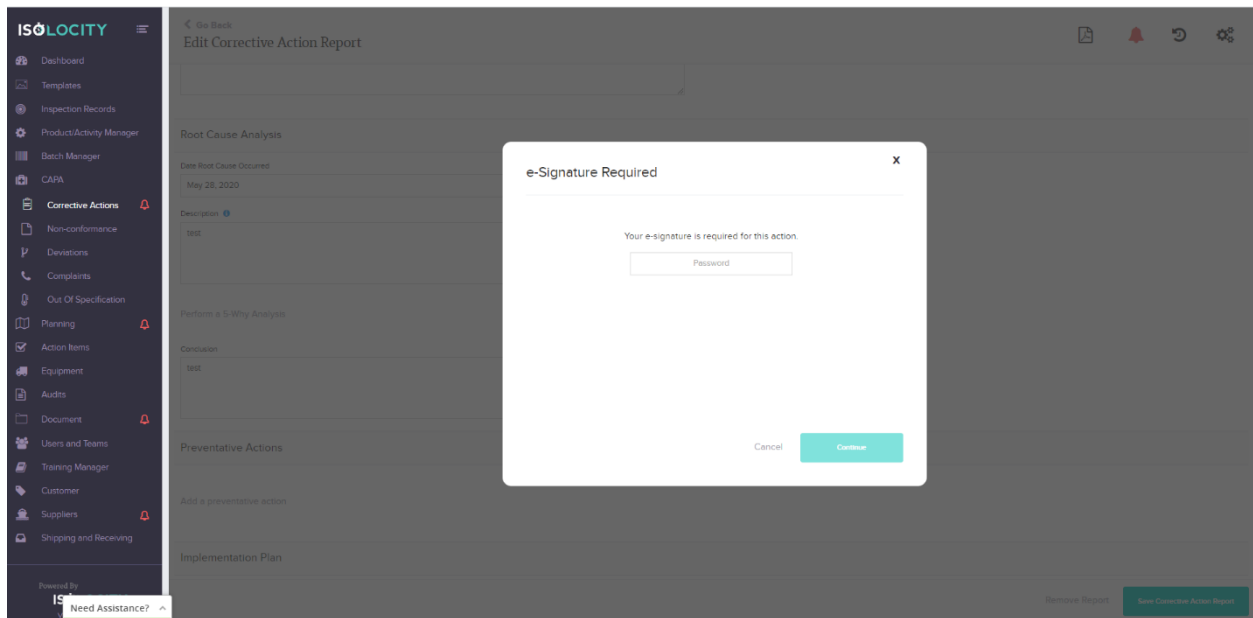 ISOLOCITY
Dashboard
Templates
Inspection Records
Product/Activity Manager
Batch Manager
CAPA
Corrective Actions
Non-conformance
Deviations
Complaints
Out Of Specification
Planning
Action Items
Equipment
Audits
Document
Users and Teams
Training Manager
Customer
Suppliers
Shipping and Receiving
Powered By
Need Assistance?
Go Back
Edit Corrective Action Report
Root Cause Analysis
Date Root Cause Occurred
May 28, 2020
Description
test
Perform a 5-Why Analysis
Conclusion
test
Preventative Actions
Add a preventative action
Implementation Plan
Remove Report
Save Corrective Action Report
e-Signature Required
X
Your e-signature is required for this action.
Password
Cancel
Continue